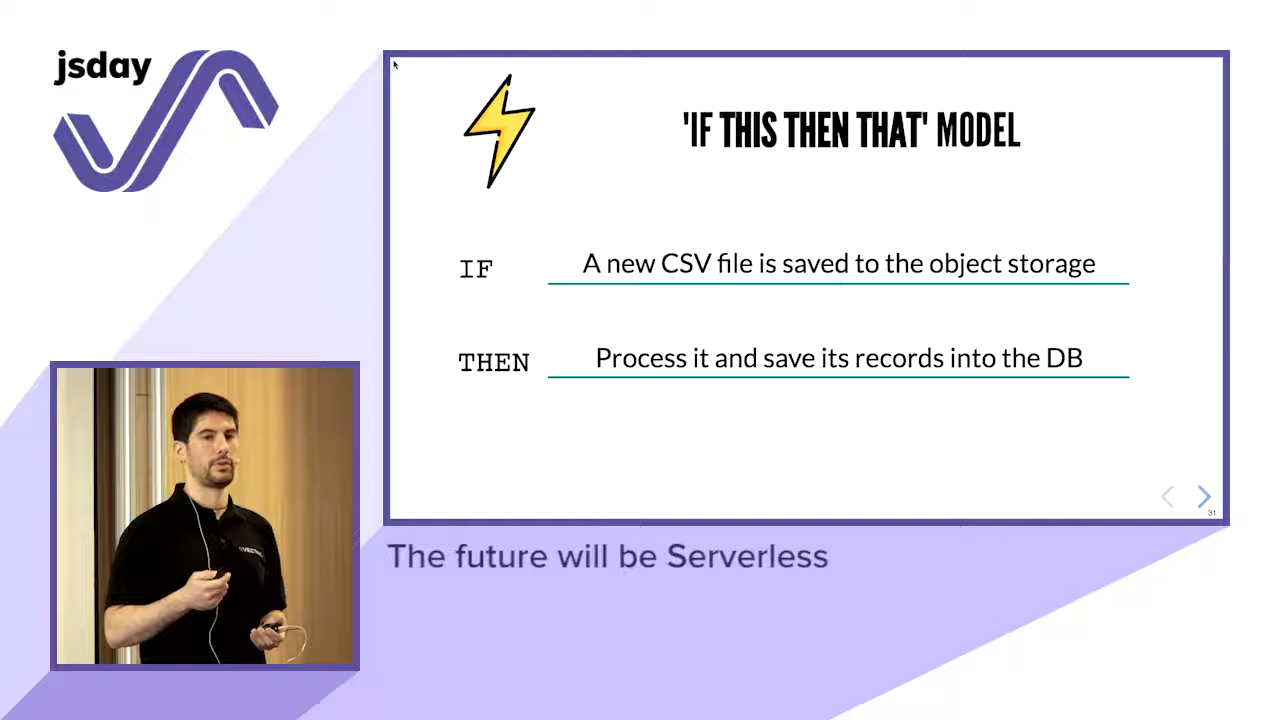 jsday
'IF THIS THEN THAT' MODEL
IF
A new CSV file is saved to the object storage
THEN
Process it and save its records into the DB
31
The future will be Serverless